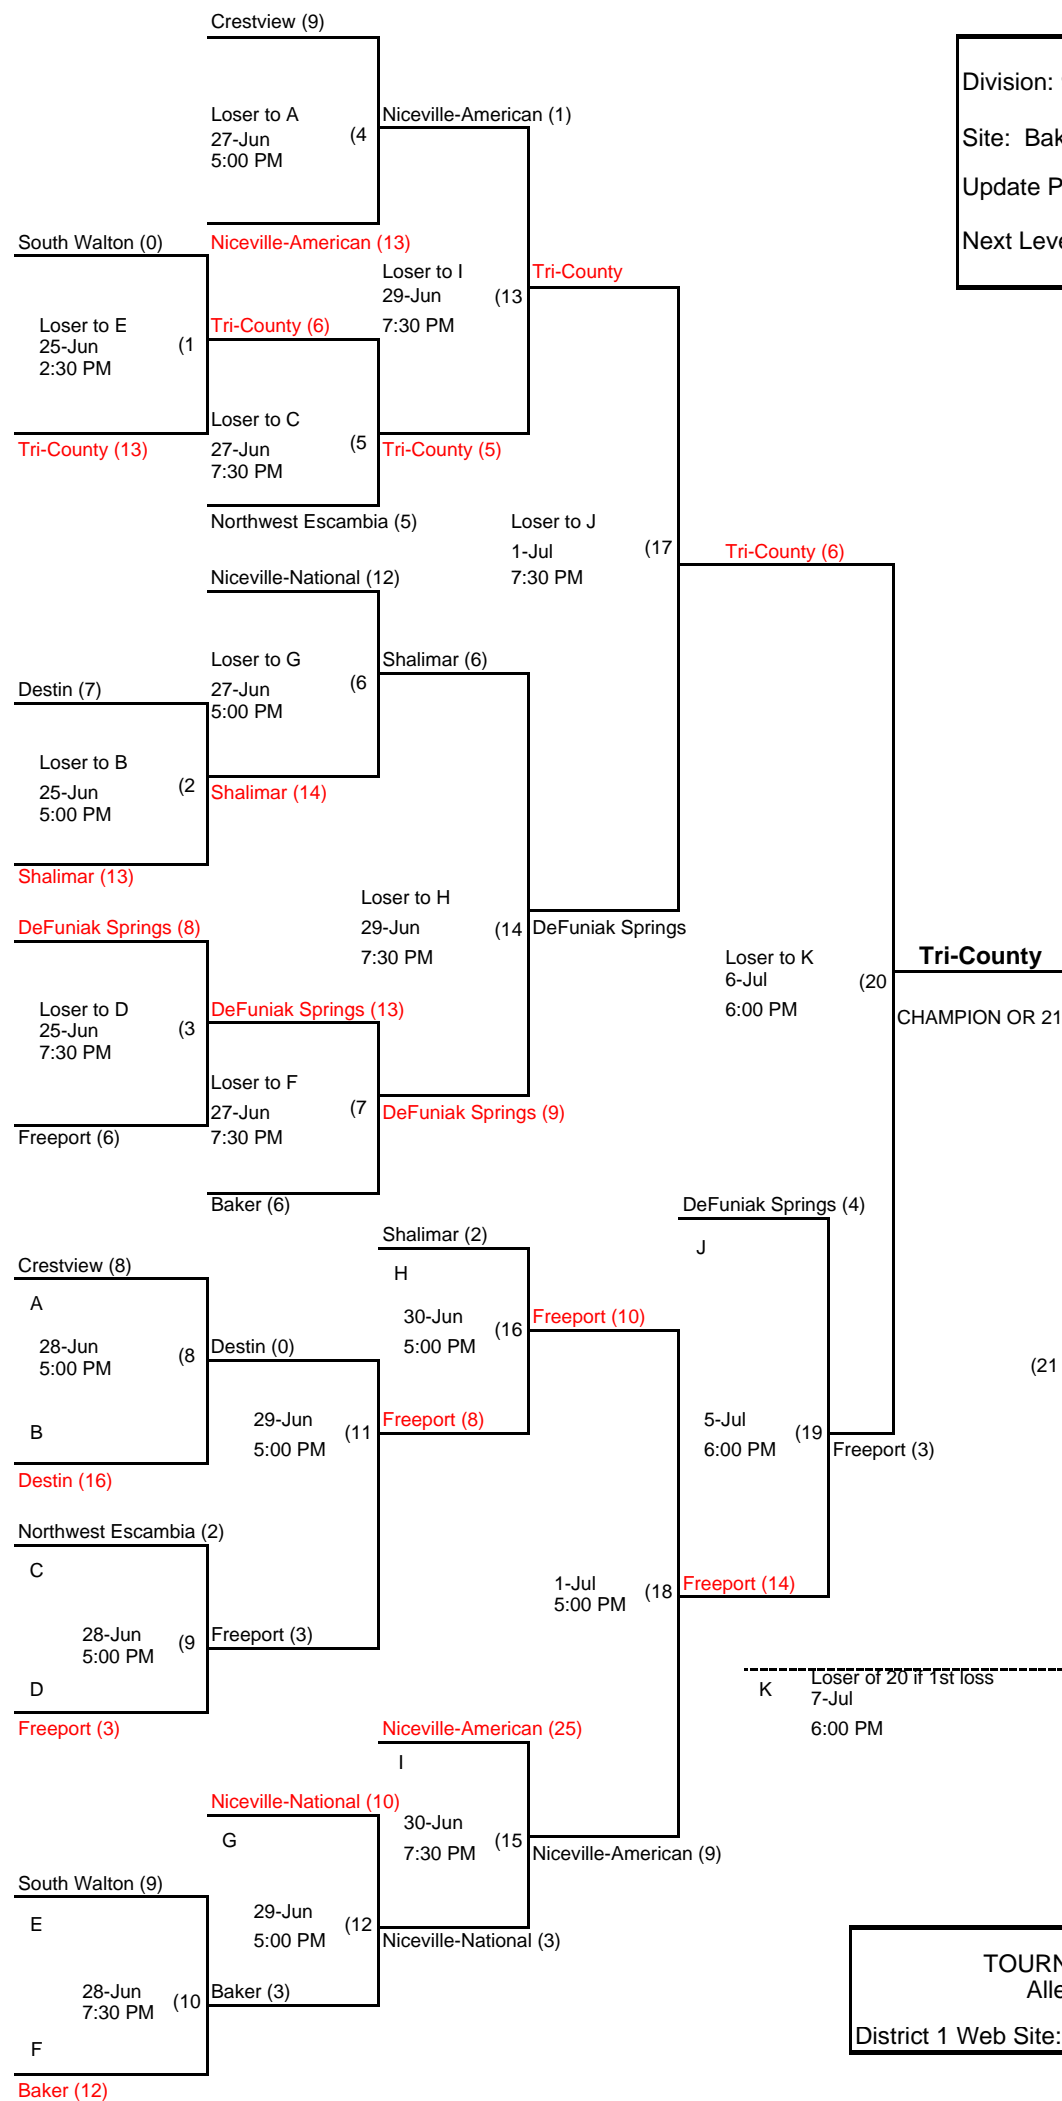 Crestview (9)
Division:
Loser to A
27-Jun
5:00 PM
(4
Niceville-American (1)
Site: Bak
Update P
Next Leve
South Walton (0)
Niceville-American (13)
Loser to I
29-Jun
7:30 PM
(13
Tri-County
Loser to E
25-Jun
2:30 PM
(1
Tri-County (6)
Loser to C
27-Jun
7:30 PM
(5
Tri-County (5)
Tri-County (13)
Northwest Escambia (5)
Loser to J
1-Jul
7:30 PM
(17
Tri-County (6)
Niceville-National (12)
Loser to G
27-Jun
5:00 PM
(6
Shalimar (6)
Destin (7)
Loser to B
25-Jun
5:00 PM
(2
Shalimar (14)
Shalimar (13)
Loser to H
29-Jun
7:30 PM
(14
DeFuniak Springs
DeFuniak Springs (8)
Loser to D
25-Jun
7:30 PM
(3
DeFuniak Springs (13)
Loser to F
27-Jun
7:30 PM
(7
DeFuniak Springs (9)
Freeport (6)
Baker (6)
Loser to K
6-Jul
6:00 PM
(20
Tri-County
CHAMPION OR 21
DeFuniak Springs (4)
J
Shalimar (2)
H
30-Jun
5:00 PM
(16
Freeport (10)
Crestview (8)
A
28-Jun
5:00 PM
(8
B
Destin (0)
Destin (16)
29-Jun
5:00 PM
(11
Freeport (8)
(21
5-Jul
6:00 PM
(19
Freeport (3)
Northwest Escambia (2)
C
28-Jun
5:00 PM
(9
D
Freeport (3)
Freeport (3)
1-Jul
5:00 PM
(18
Freeport (14)
K
Loser of 20 if 1st loss
7-Jul
6:00 PM
Niceville-American (25)
I
30-Jun
7:30 PM
(15
Niceville-American (9)
Niceville-National (10)
G
29-Jun
5:00 PM
(12
Niceville-National (3)
South Walton (9)
E
28-Jun
7:30 PM
(10
F
Baker (3)
Baker (12)
TOURN
Alle
District 1 Web Site: